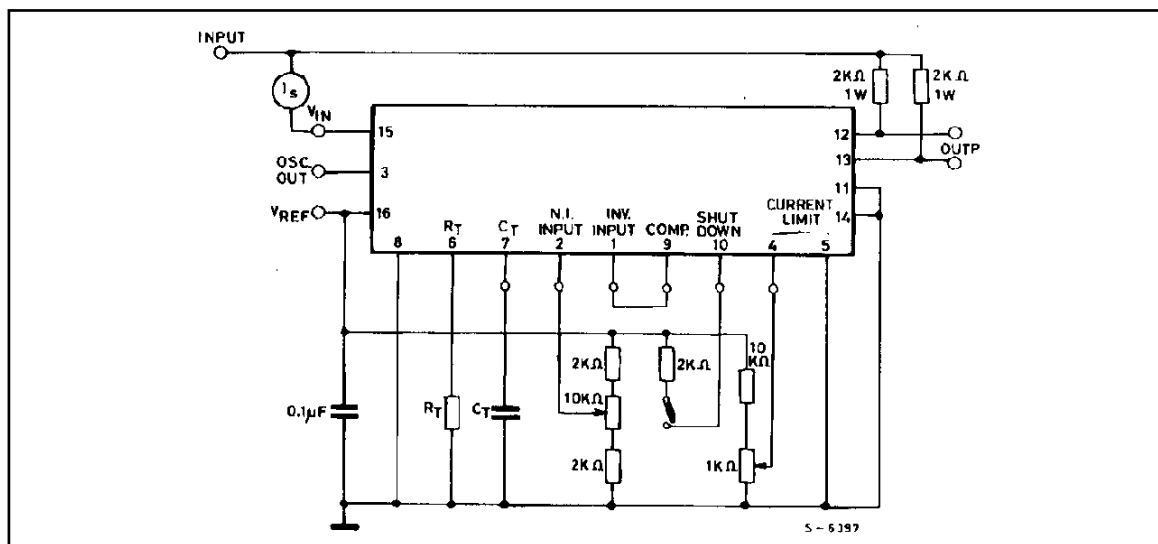 INPUT
Is
VIN
15
OSC
OUT
3
VREF
16
2KΩ
1W
2KΩ
1W
12
13
OUTP
11
14
CURRENT
LIMIT
RT
CT
N.I.
INPUT
INV.
INPUT
COMP.
SHUT
DOWN
8
6
7
2
1
9
10
4
5
2KΩ
2KΩ
10
KΩ
0.1µF
RT
CT
10KΩ
2KΩ
1KΩ
S-6397